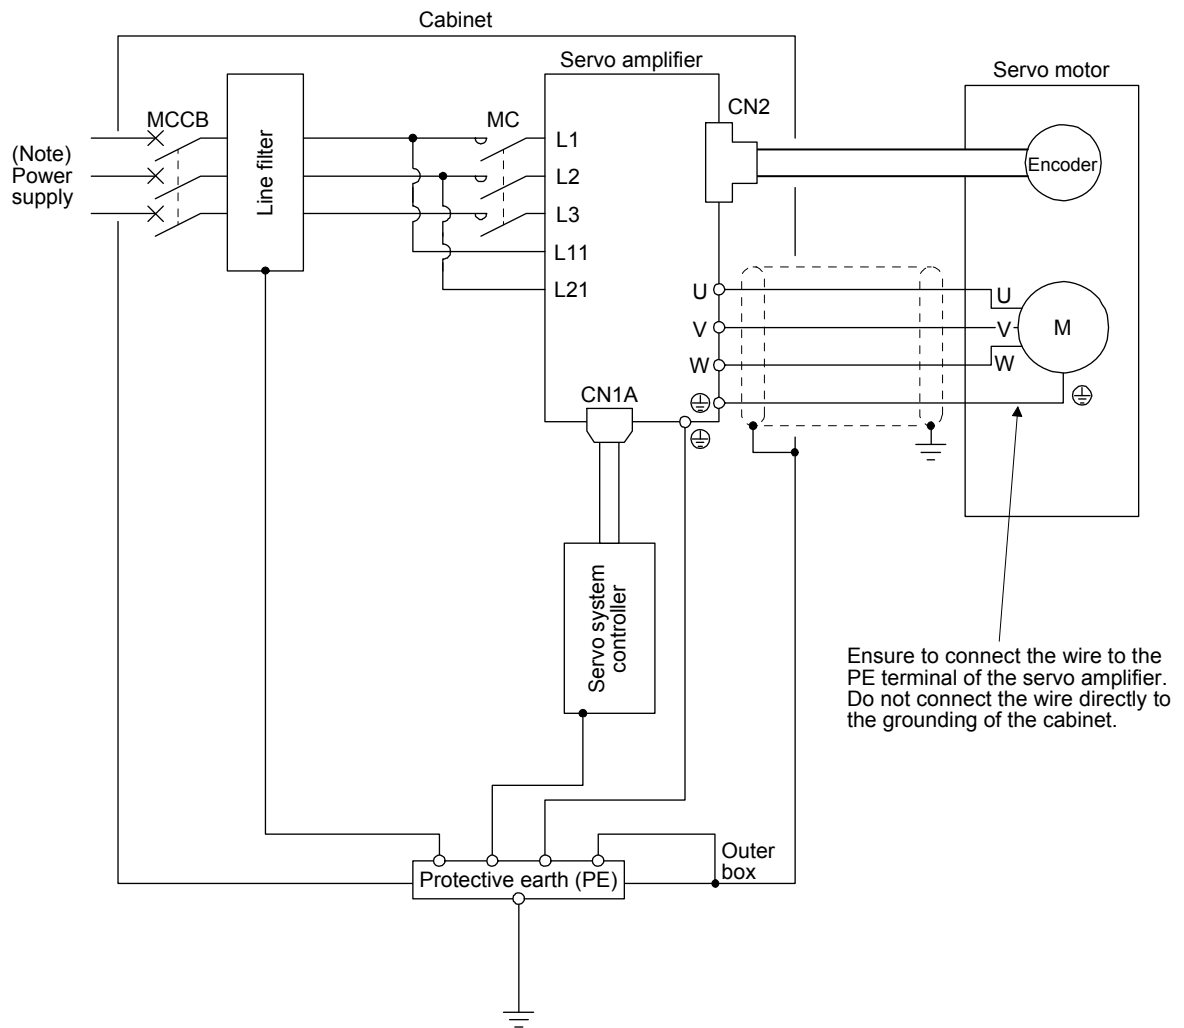 Cabinet
Servo amplifier
Servo motor
MCCB
MC
CN2
(Note)
Power
supply
Line filter
L1
L2
L3
L11
L21
Encoder
U
V
W
U
V
W
M
CN1A
Servo system
controller
Ensure to connect the wire to the
PE terminal of the servo amplifier.
Do not connect the wire directly to
the grounding of the cabinet.
Outer
box
Protective earth (PE)